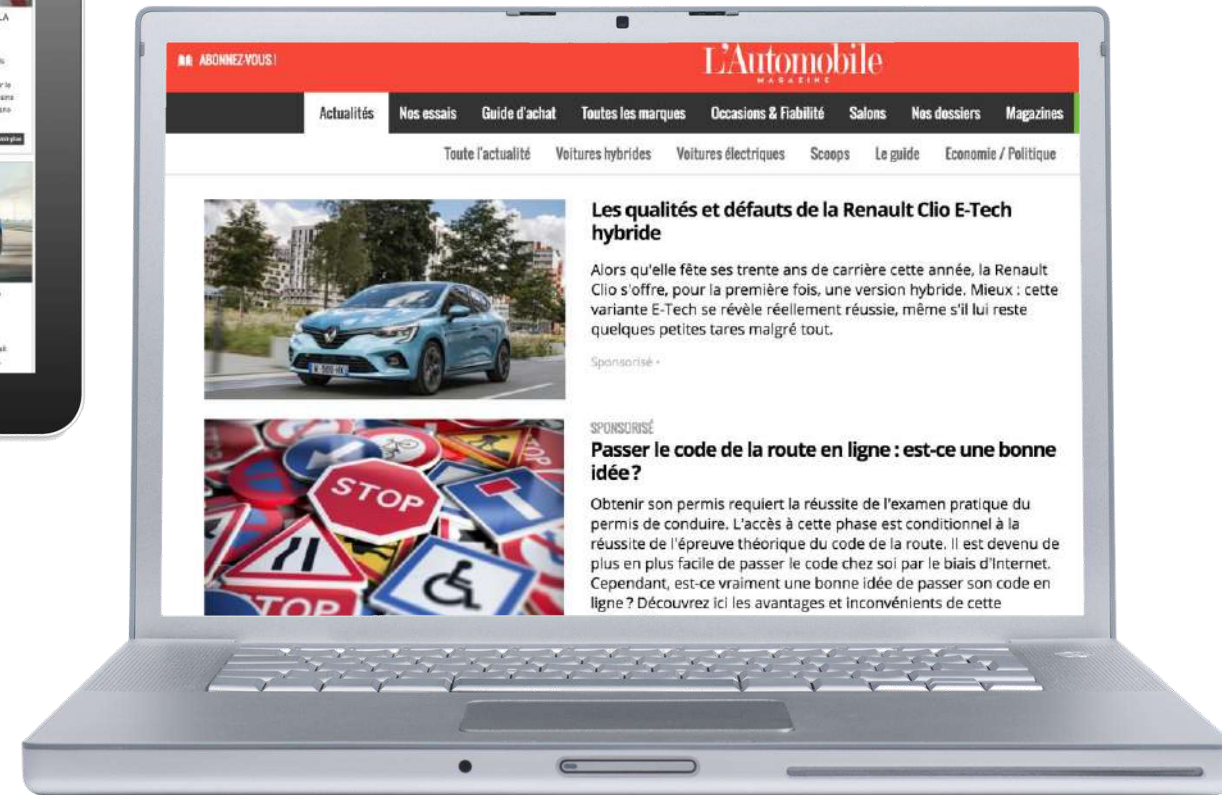 ABONNEZ-VOUS !
L'Automobile
MAGAZINE
Actualités Nos essais Guide d'achat Toutes les marques Occasions & Fiabilité Salons Nos dossiers Magazines
Toute l'actualité Voitures hybrides Voitures électriques Scoops Le guide Economie / Politique
Les qualités et défauts de la Renault Clio E-Tech
hybride
Alors qu'elle fête ses trente ans de carrière cette année, la Renault
Clio s'offre, pour la première fois, une version hybride. Mieux : cette
variante E-Tech se révèle réellement réussie, même s'il lui reste
quelques petites tares malgré tout.
Sponsorisé -
SPONSORISÉ
Passer le code de la route en ligne : est-ce une bonne
idée ?
Obtenir son permis requiert la réussite de l'examen pratique du
permis de conduire. L'accès à cette phase est conditionnel à la
réussite de l'épreuve théorique du code de la route. Il est devenu de
plus en plus facile de passer le code chez soi par le biais d'Internet.
Cependant, est-ce vraiment une bonne idée de passer son code en
ligne ? Découvrez ici les avantages et inconvénients de cette
STOP
STOP
TOP